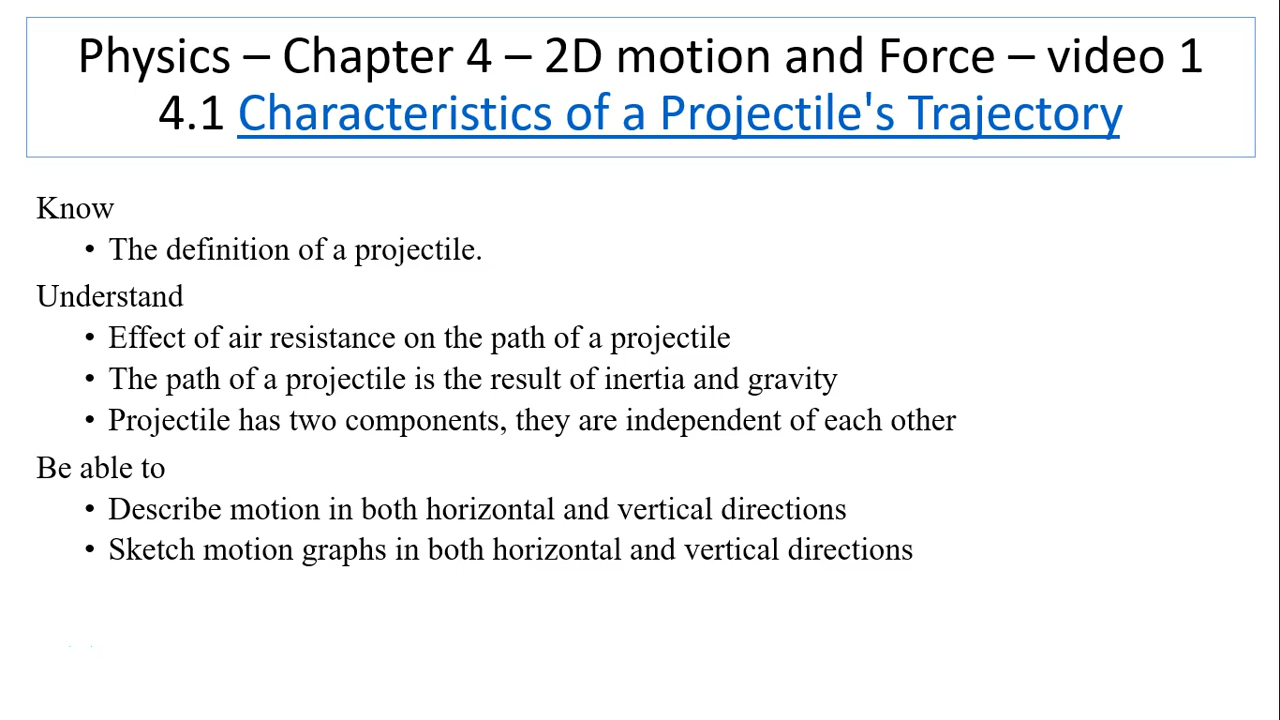 Physics – Chapter 4 – 2D motion and Force – video 1
4.1 Characteristics of a Projectile's Trajectory
Know
• The definition of a projectile.
Understand
• Effect of air resistance on the path of a projectile
• The path of a projectile is the result of inertia and gravity
• Projectile has two components, they are independent of each other
Be able to
• Describe motion in both horizontal and vertical directions
• Sketch motion graphs in both horizontal and vertical directions